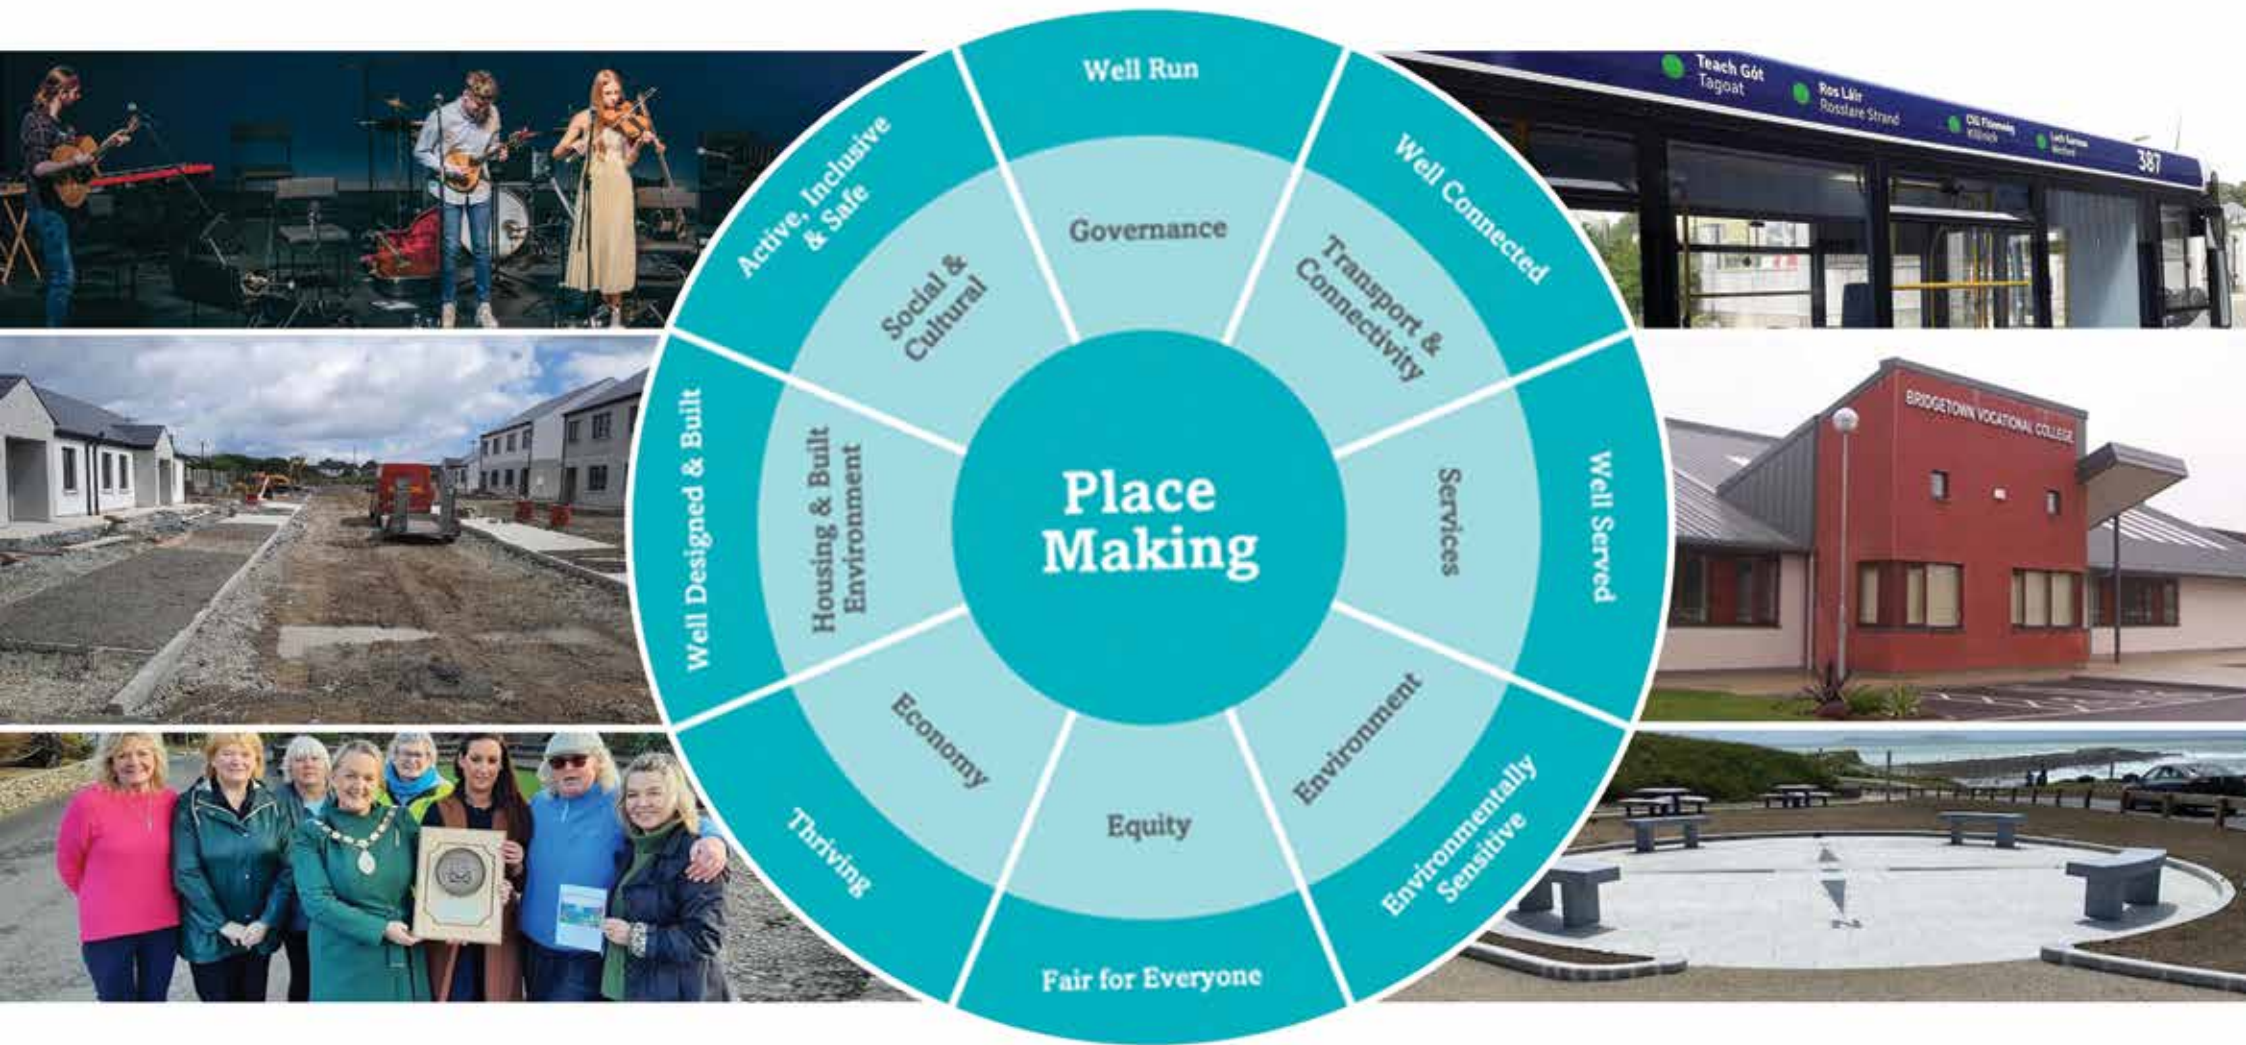 Well Run
Well Connected
Well Served
Environmentally
Sensitive
Fair for Everyone
Thriving
Well Designed & Built
Active, Inclusive
& Safe
Governance
Transport &
Connectivity
Services
Environment
Equity
Economy
Housing & Built
Environment
Social &
Cultural
Place
Making
Teach Gót
Tagoat
Ros Láir
Rosslare Strand
387
BRIDGETOWN VOCATIONAL COLLEGE